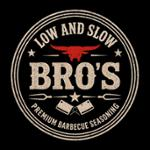 LOW AND SLOW
BRO'S
PREMIUM BARBECUE SEASONING